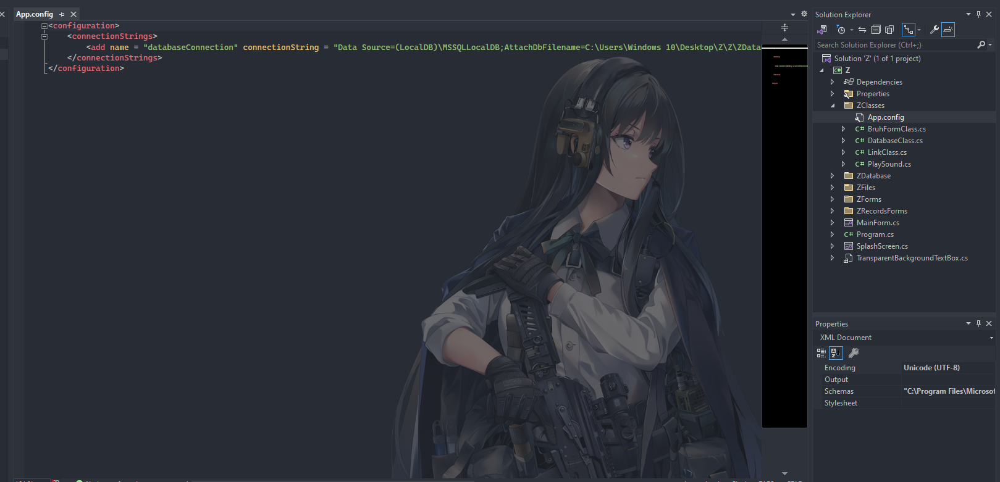 App.config
<configuration>
<connectionStrings>
<add name = "databaseConnection" connectionString = "Data Source=(LocalDB)\MSSQLLocalDB;AttachDbFilename=C:\Users\Windows 10\Desktop\Z\Z\ZData
</connectionStrings>
</configuration>
Solution Explorer
Search Solution Explorer (Ctrl+;)
Solution 'Z' (1 of 1 project)
C# Z
Dependencies
Properties
ZClasses
App.config
C# BruhFormClass.cs
C# DatabaseClass.cs
C# LinkClass.cs
C# PlaySound.cs
ZDatabase
ZFiles
ZForms
ZRecordsForms
MainForm.cs
C# Program.cs
SplashScreen.cs
TransparentBackgroundTextBox.cs
Properties
XML Document
Encoding Unicode (UTF-8)
Output
Schemas "C:\Program Files\Microsof
Stylesheet